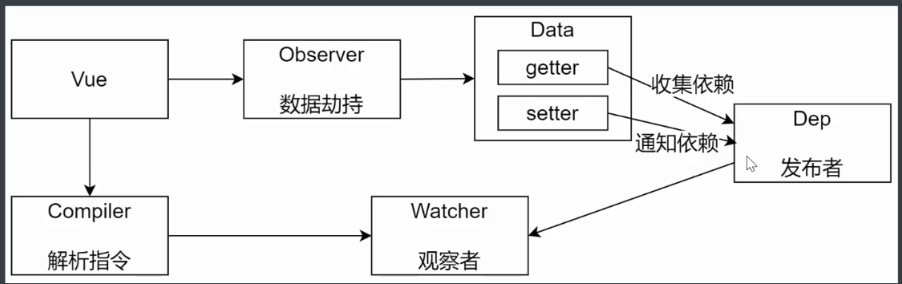 Vue
Observer
数据劫持
Data
getter
setter
收集依赖
通知依赖
Dep
发布者
Compiler
解析指令
Watcher
观察者